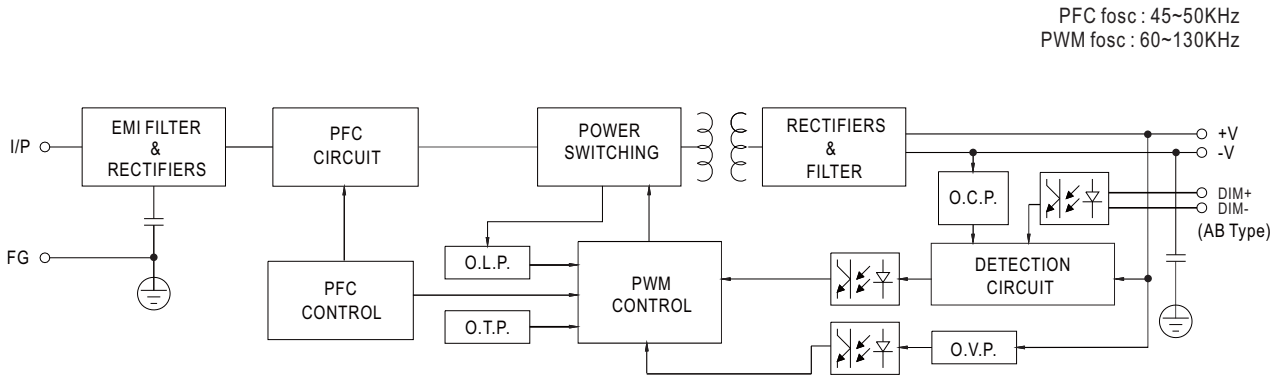 PFC fosc : 45~50KHz
PWM fosc : 60~130KHz
I/P
EMI FILTER
&
RECTIFIERS
PFC
CIRCUIT
POWER
SWITCHING
RECTIFIERS
&
FILTER
+V
-V
O.C.P.
DIM+
DIM-
(AB Type)
FG
O.L.P.
PFC
CONTROL
PWM
CONTROL
DETECTION
CIRCUIT
O.T.P.
O.V.P.